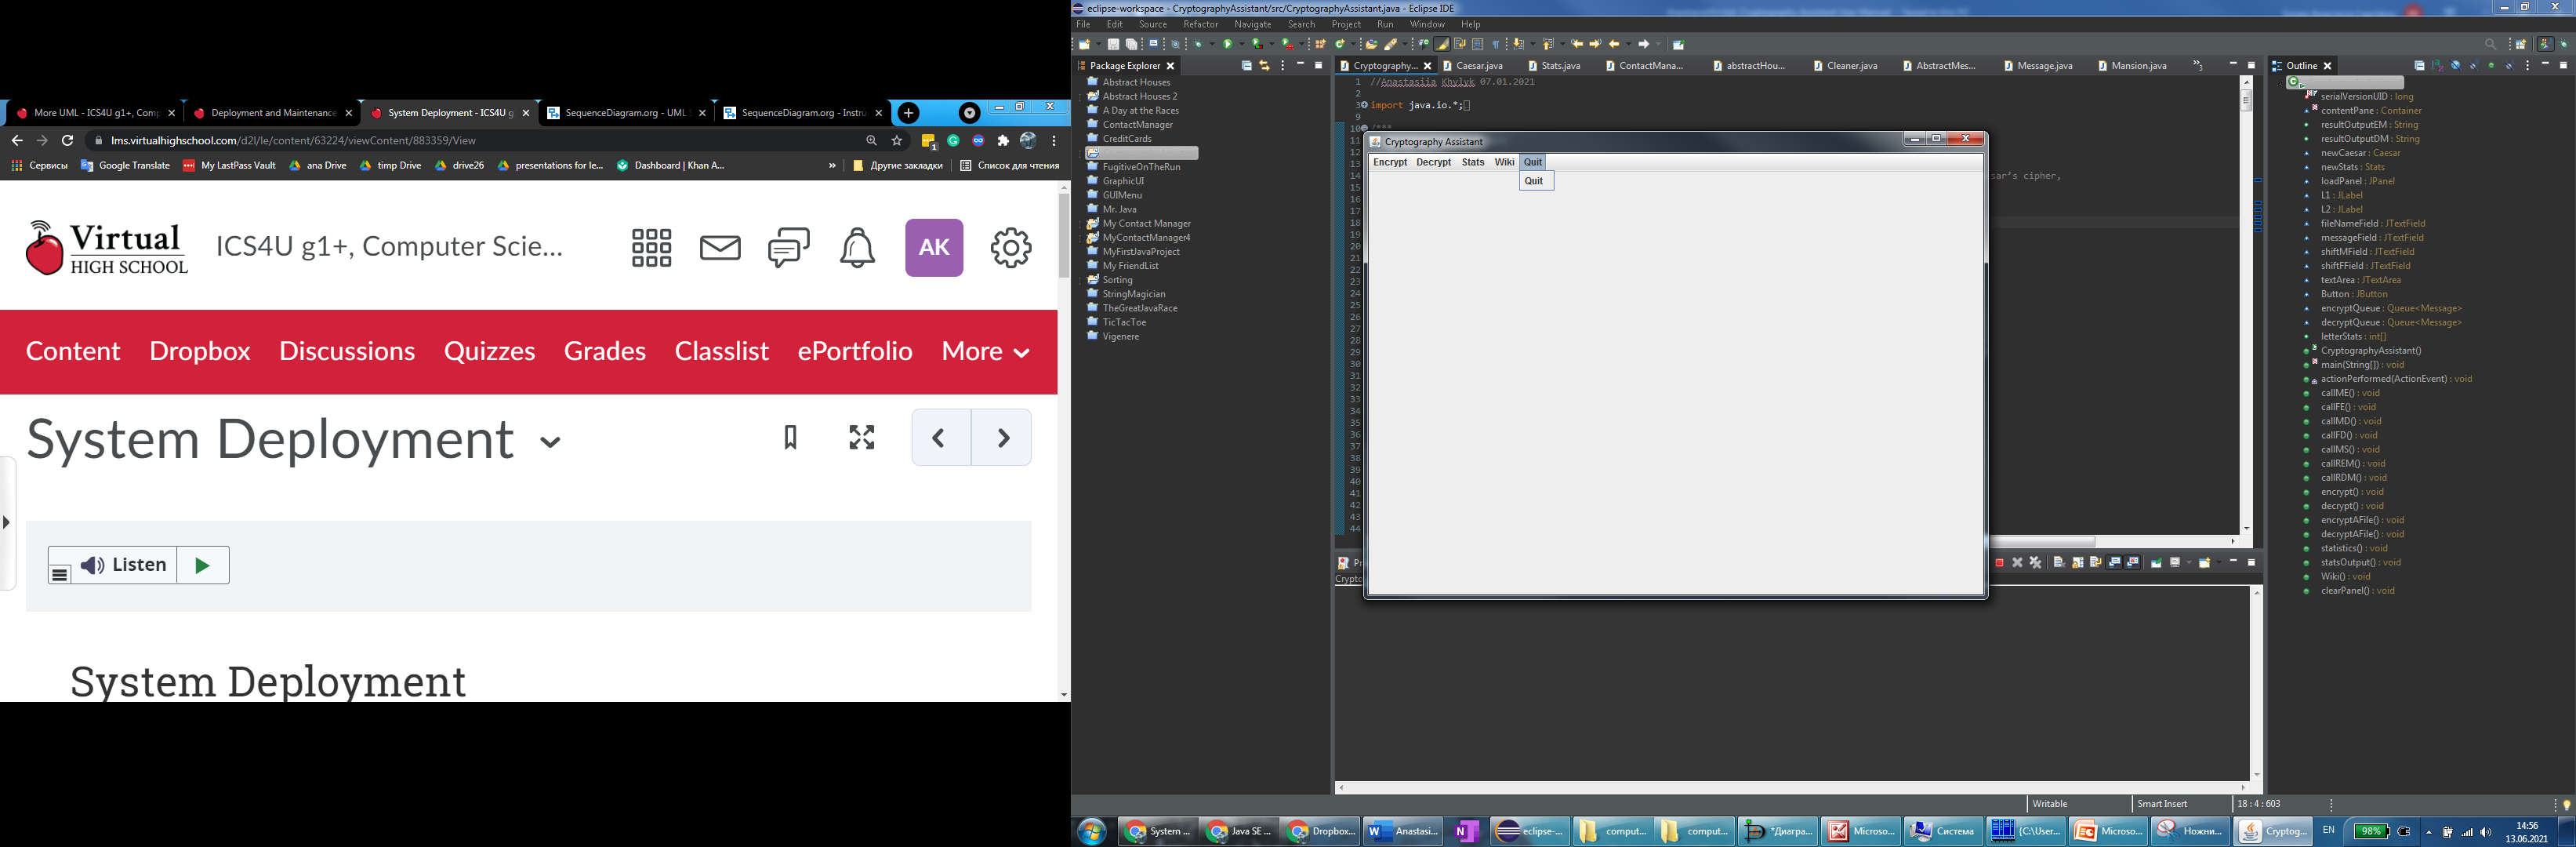 More UML - ICS4U g1+, Comp
Deployment and Maintenance
System Deployment - ICS4U g
SequenceDiagram.org - UML
SequenceDiagram.org - Instru
lms.virtualhighschool.com/d2l/le/content/63224/viewContent/883359/View
Сервисы
Google Translate
My LastPass Vault
ana Drive
timp Drive
drive26
presentations for le...
Dashboard | Khan A...
»
Другие закладки
Список для чтения
Virtual
HIGH SCHOOL
ICS4U g1+, Computer Scie...
AK
Content Dropbox Discussions Quizzes Grades Classlist ePortfolio More
System Deployment
Listen
System Deployment
eclipse-workspace - CryptographyAssistant/src/CryptographyAssistant.java - Eclipse IDE
File Edit Source Refactor Navigate Search Project Run Window Help
Package Explorer
Abstract Houses
Abstract Houses 2
A Day at the Races
ContactManager
CreditCards
FugitiveOnTheRun
GraphicUI
GUIMenu
Mr. Java
My Contact Manager
MyContactManager4
MyFirstJavaProject
My FriendList
Sorting
StringMagician
TheGreatJavaRace
TicTacToe
Vigenere
Cryptography...
Caesar.java
Stats.java
ContactMana...
abstractHou...
Cleaner.java
AbstractMes...
Message.java
Mansion.java
1 //Anastasiia Khylyk 07.01.2021
2
3 import java.io.*;
9
10 /**
11
12
13
14 sar's cipher,
15
16
17
18
19
20
21
22
23
24
25
26
27
28
29
30
31
32
33
34
35
36
37
38
39
40
41
42
43
44
Cryptography Assistant
Encrypt Decrypt Stats Wiki Quit
Quit
Outline
serialVersionUID : long
contentPane : Container
resultOutputEM : String
resultOutputDM : String
newCaesar : Caesar
newStats : Stats
loadPanel : JPanel
L1 : JLabel
L2 : JLabel
fileNameField : JTextField
messageField : JTextField
shiftMField : JTextField
shiftFField : JTextField
textArea : JTextArea
Button : JButton
encryptQueue : Queue<Message>
decryptQueue : Queue<Message>
letterStats : int[]
CryptographyAssistant()
main(String[]) : void
actionPerformed(ActionEvent) : void
callME() : void
callFE() : void
callMD() : void
callFD() : void
callMS() : void
callREM() : void
callRDM() : void
encrypt() : void
decrypt() : void
encryptAFile() : void
decryptAFile() : void
statistics() : void
statsOutput() : void
Wiki() : void
clearPanel() : void
Writable
Smart Insert
18 : 4 : 603
System ...
Java SE ...
Dropbox...
Anastasi...
eclipse-...
comput...
comput...
*Диагра...
Microso...
Система
(C:\User...
Microso...
Ножни...
Cryptog...
EN
98%
14:56
13.06.2021